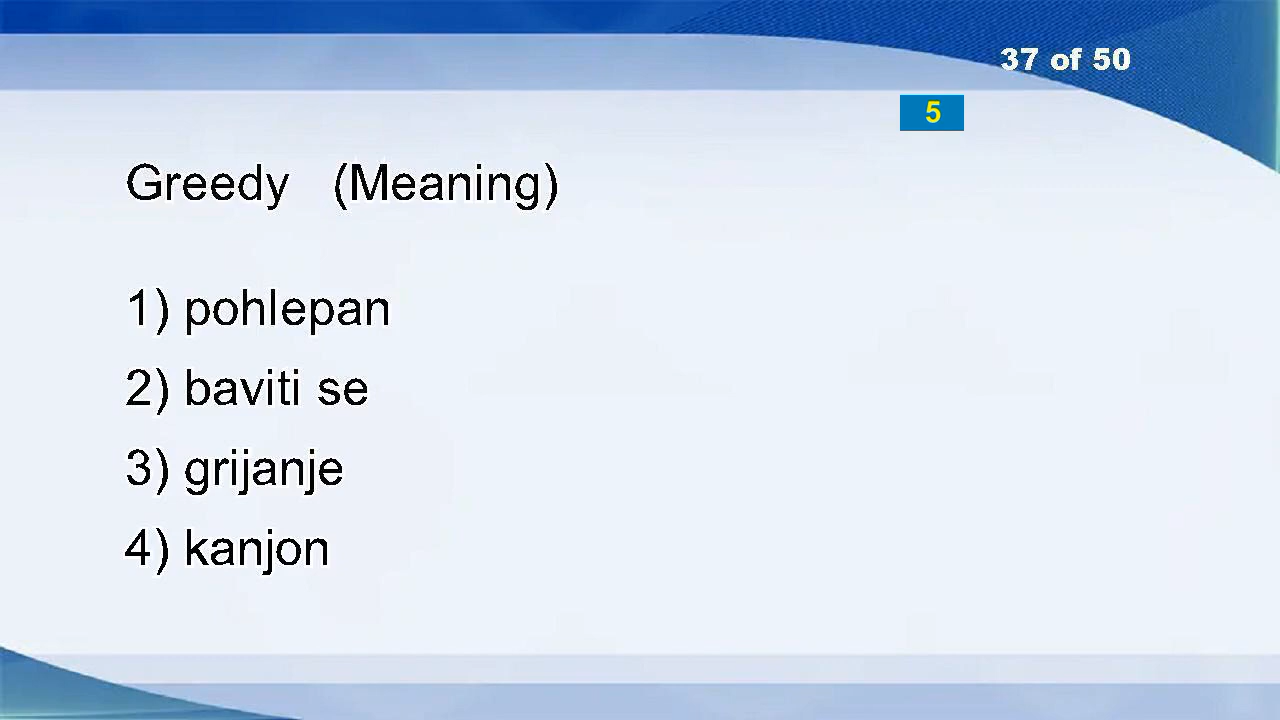 37 of 50
5
Greedy (Meaning)
1) pohlepan
2) baviti se
3) grijanje
4) kanjon